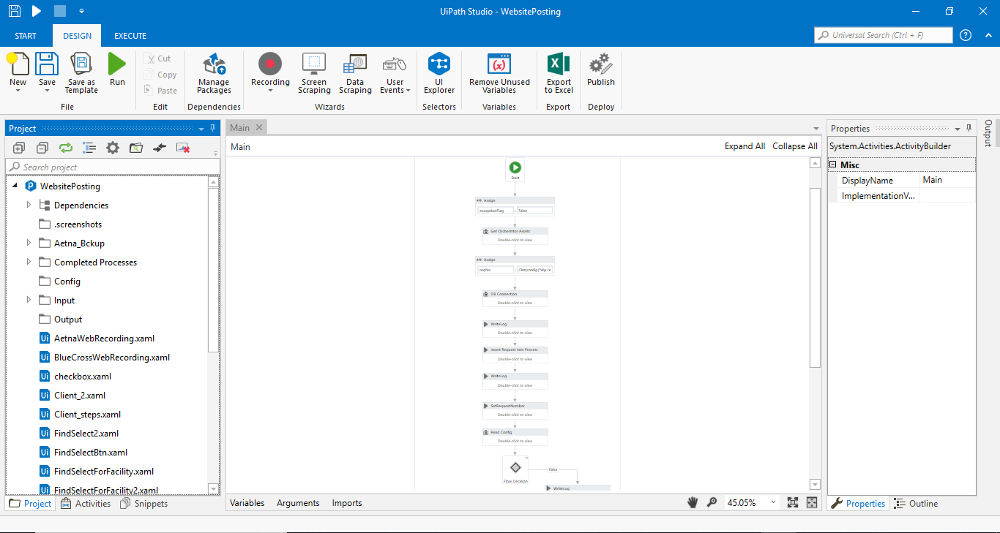 UiPath Studio - WebsitePosting
START DESIGN EXECUTE
Universal Search (Ctrl + F)
New Save Save as Template Run
Cut
Copy
Paste
Manage Packages
Recording Screen Scraping Data Scraping User Events
UI Explorer
Remove Unused Variables
Export to Excel
Publish
File Edit Dependencies Wizards Selectors Variables Export Deploy
Project
Search project
WebsitePosting
Dependencies
.screenshots
Aetna_Bckup
Completed Processes
Config
Input
Output
AetnaWebRecording.xaml
BlueCrossWebRecording.xaml
checkbox.xaml
Client_2.xaml
Client_steps.xaml
FindSelect2.xaml
FindSelectBtn.xaml
FindSelectForFacility.xaml
FindSelectForFacility2.xaml
Project Activities Snippets
Main
Main
Expand All Collapse All
Start
Assign
exceptionFlag = False
Get Orchestrtor Assets
Double-click to view
Assign
reqNo = Cint(config("Wp re
DB Connection
Double-click to view
WriteLog
Double-click to view
Insert Request Into Process
Double-click to view
WriteLog
Double-click to view
SetRequestNumber
Double-click to view
Read Config
Double-click to view
False
Flow Decision
WriteLog
Variables Arguments Imports
45.05%
Properties
System.Activities.ActivityBuilder
Misc
DisplayName Main
ImplementationV...
Properties Outline
Output